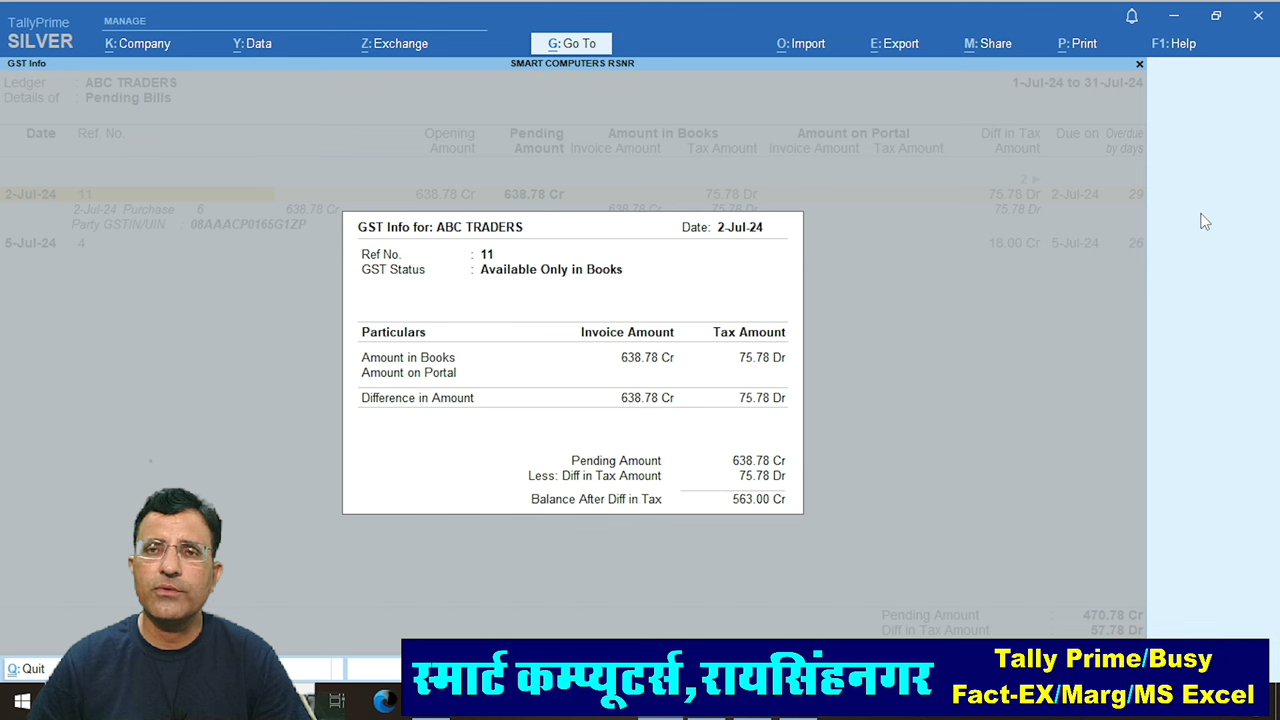 TallyPrime
SILVER
MANAGE
K: Company
Y: Data
Z: Exchange
G: Go To
O: Import
E: Export
M: Share
P: Print
F1: Help
GST Info
SMART COMPUTERS RSNR
×
Ledger : ABC TRADERS
1-Jul-24 to 31-Jul-24
Details of : Pending Bills
Date Ref. No. Opening Pending Amount in Books Amount on Portal Diff in Tax Due on Overdue
Amount Amount Invoice Amount Tax Amount Invoice Amount Tax Amount Amount by days
2
2-Jul-24 11 638.78 Cr 638.78 Cr 75.78 Dr 75.78 Dr 2-Jul-24 29
2-Jul-24 Purchase 6 638.78 Cr 638.78 Cr 75.78 Dr 75.78 Dr
Party GSTIN/UIN : 08AAACP0165G1ZP
5-Jul-24 4 18.00 Cr 5-Jul-24 26
GST Info for: ABC TRADERS Date: 2-Jul-24
Ref No. : 11
GST Status : Available Only in Books
Particulars Invoice Amount Tax Amount
Amount in Books 638.78 Cr 75.78 Dr
Amount on Portal
Difference in Amount 638.78 Cr 75.78 Dr
Pending Amount 638.78 Cr
Less: Diff in Tax Amount 75.78 Dr
Balance After Diff in Tax 563.00 Cr
Pending Amount : 470.78 Cr
Diff in Tax Amount : 57.78 Dr
Q: Quit
स्मार्ट कम्प्यूटर्स,रायसिंहनगर
Tally Prime/Busy
Fact-EX/Marg/MS Excel